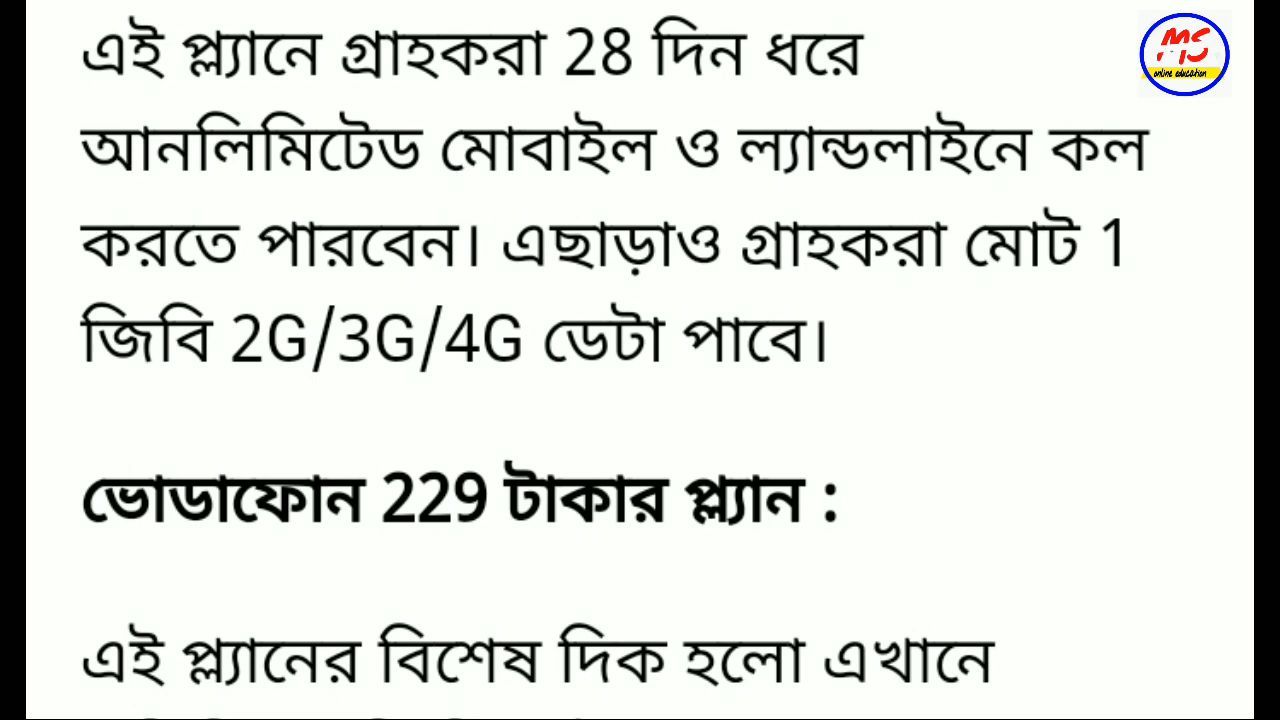 এই প্ল্যানে গ্রাহকরা 28 দিন ধরে
আনলিমিটেড মোবাইল ও ল্যান্ডলাইনে কল
করতে পারবেন। এছাড়াও গ্রাহকরা মোট 1
জিবি 2G/3G/4G ডেটা পাবে।
ভোডাফোন 229 টাকার প্ল্যান :
এই প্ল্যানের বিশেষ দিক হলো এখানে
MS
online education